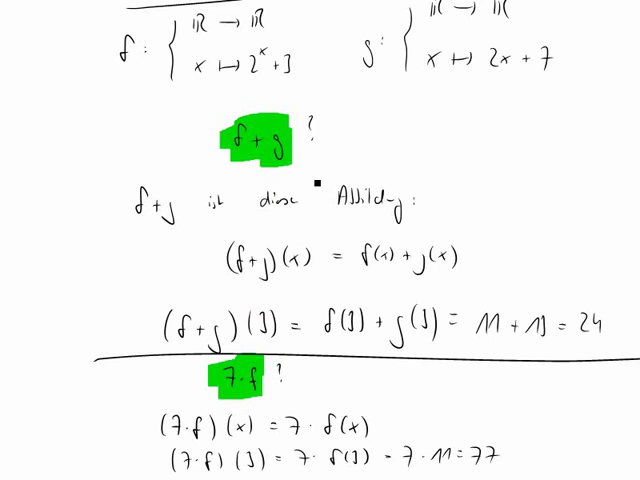 f: { ℝ → ℝ
x ↦ 2^x + 3
g: { ℝ → ℝ
x ↦ 2x + 7
f + g ?
f + g ist diese Abbildung:
(f + g)(x) = f(x) + g(x)
(f + g)(3) = f(3) + g(3) = 11 + 13 = 24
7·f ?
(7·f)(x) = 7 · f(x)
(7·f)(3) = 7 · f(3) = 7 · 11 = 77